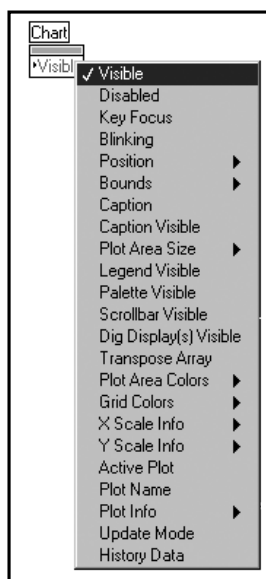 Chart
Visibl
✓ Visible
Disabled
Key Focus
Blinking
Position
Bounds
Caption
Caption Visible
Plot Area Size
Legend Visible
Palette Visible
Scrollbar Visible
Dig Display(s) Visible
Transpose Array
Plot Area Colors
Grid Colors
X Scale Info
Y Scale Info
Active Plot
Plot Name
Plot Info
Update Mode
History Data